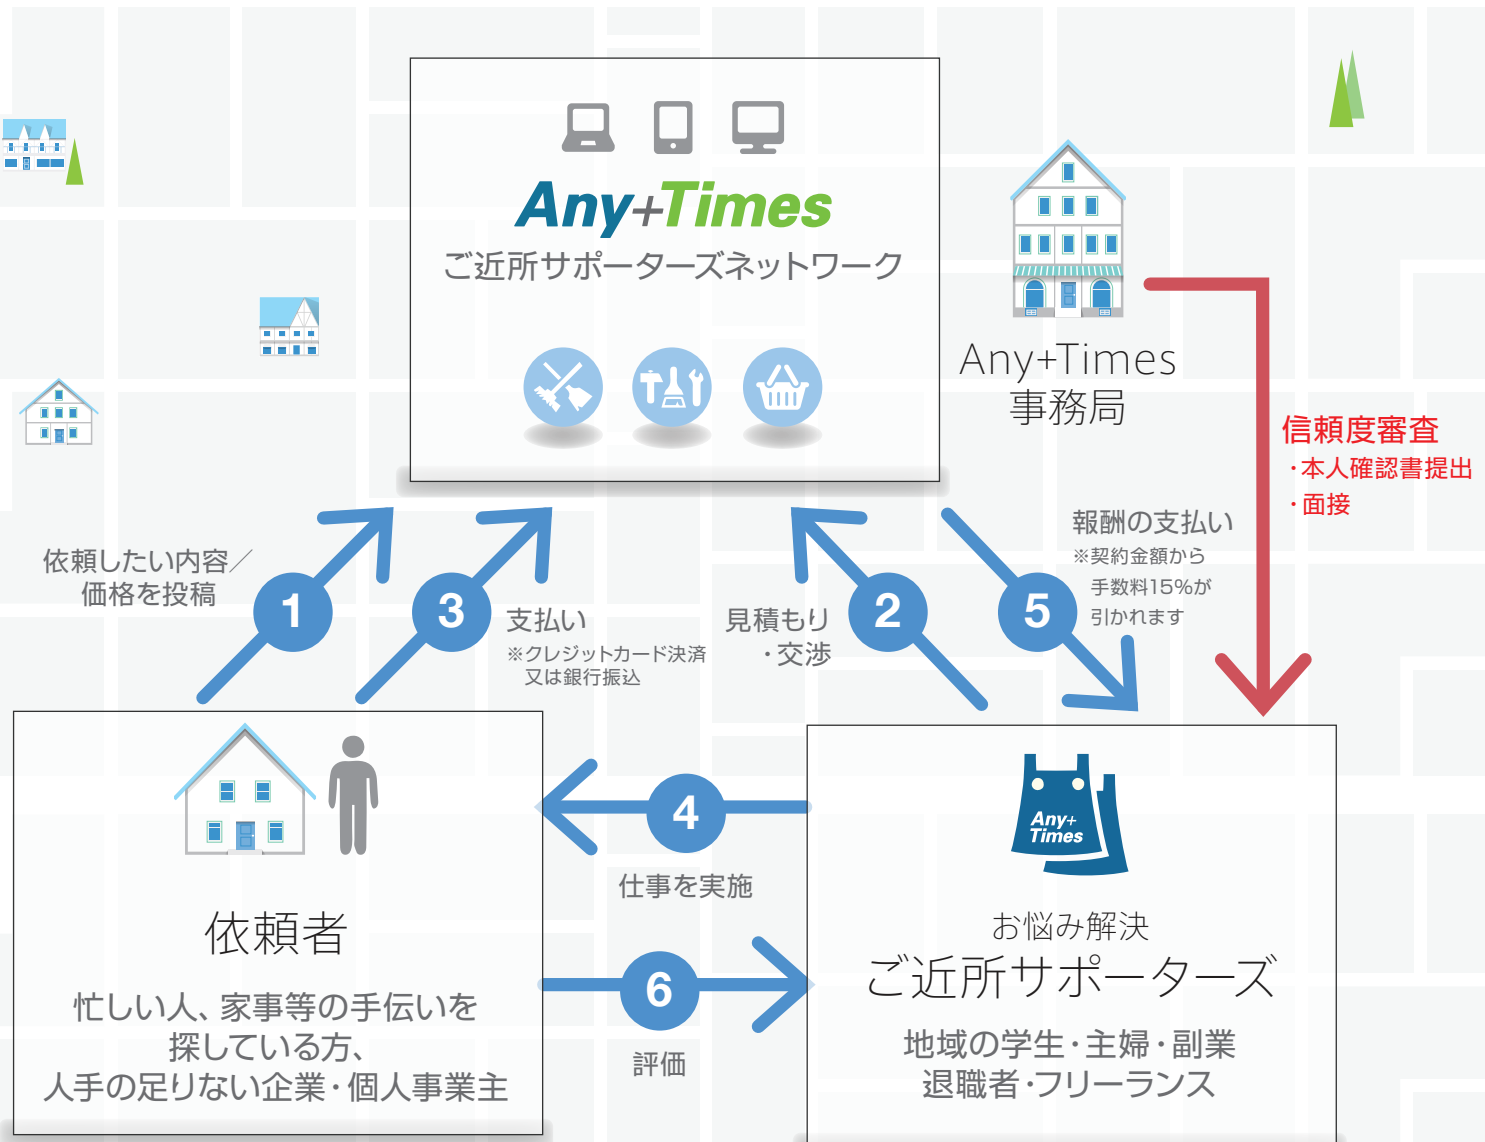 Any+Times
ご近所サポーターズネットワーク
Any+Times
事務局
信頼度審査
・本人確認書提出
・面接
依頼したい内容／
価格を投稿
1
3
支払い
※クレジットカード決済
又は銀行振込
見積もり
・交渉
2
5
報酬の支払い
※契約金額から
手数料15%が
引かれます
4
仕事を実施
6
評価
依頼者
忙しい人、家事等の手伝いを
探している方、
人手の足りない企業・個人事業主
Any+
Times
お悩み解決
ご近所サポーターズ
地域の学生・主婦・副業
退職者・フリーランス